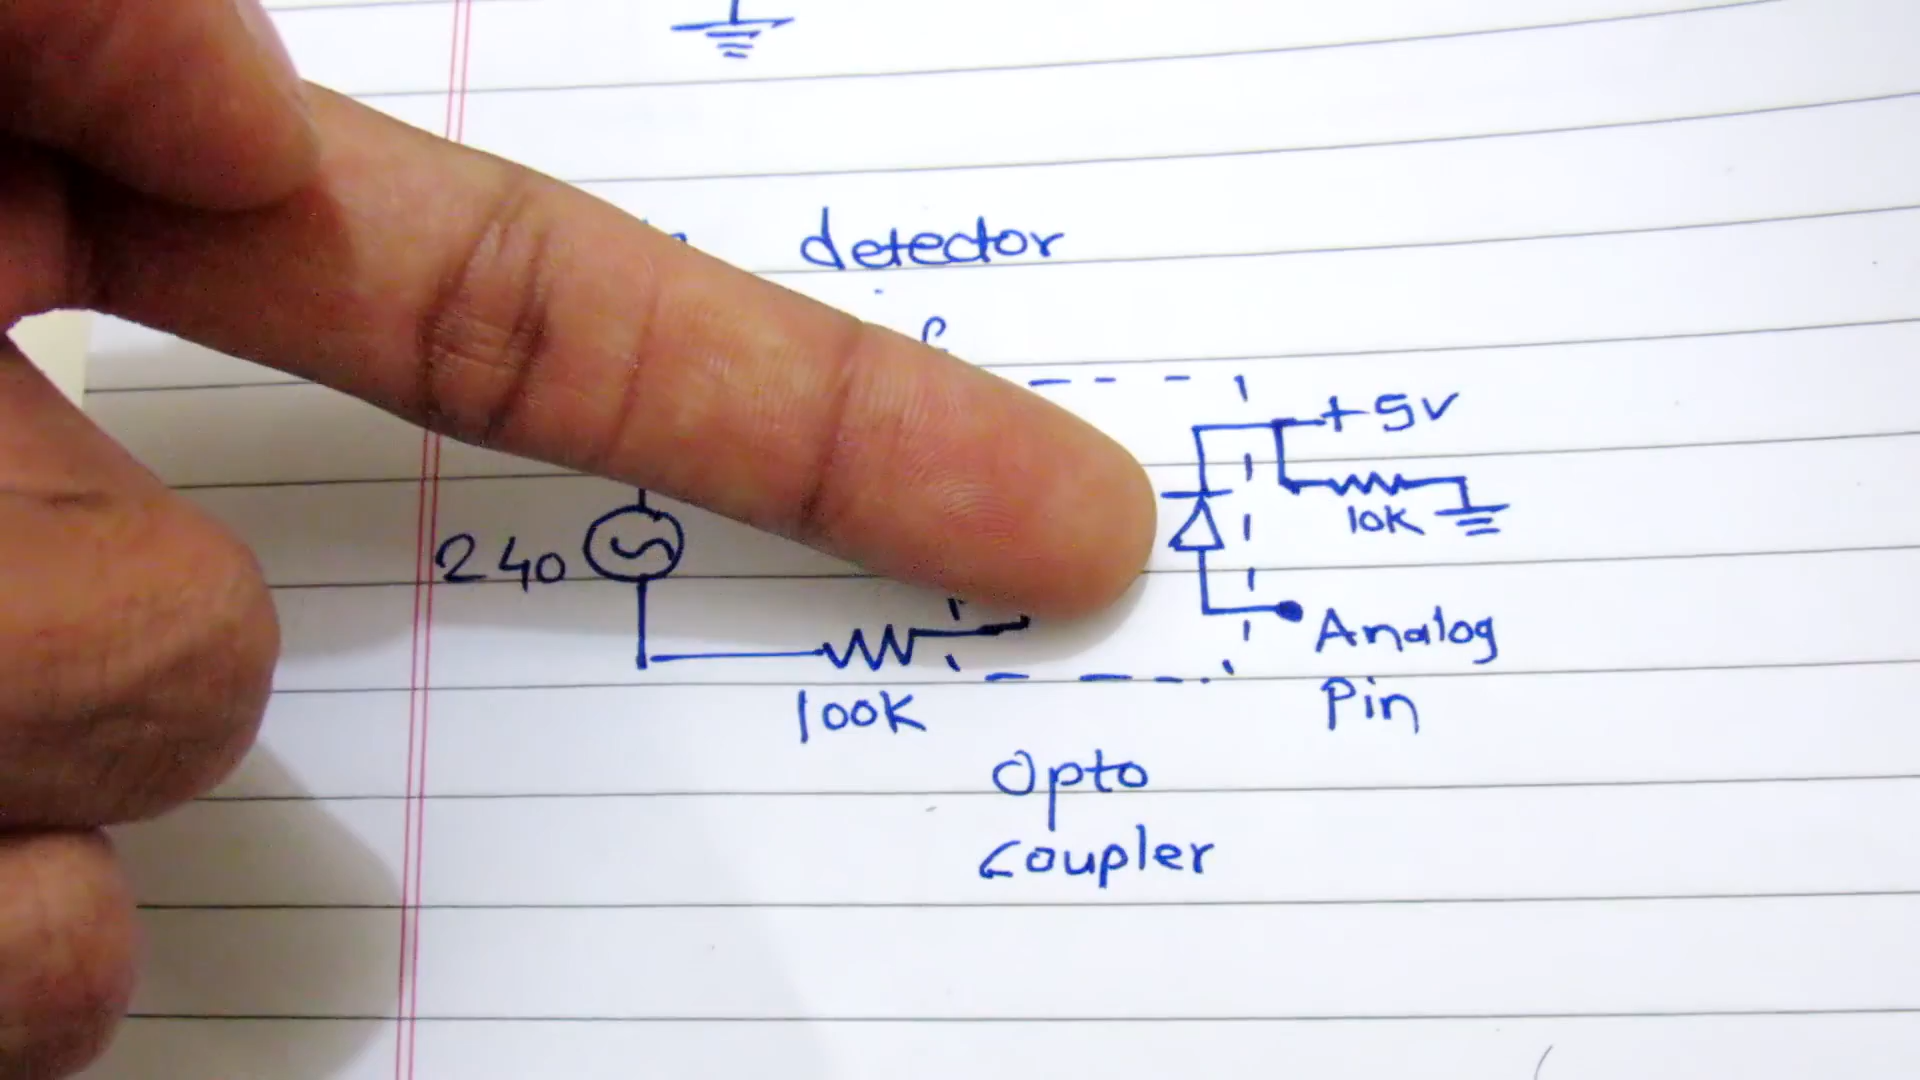 detector
+5v
10K
240
Analog
Pin
100K
Opto
Coupler